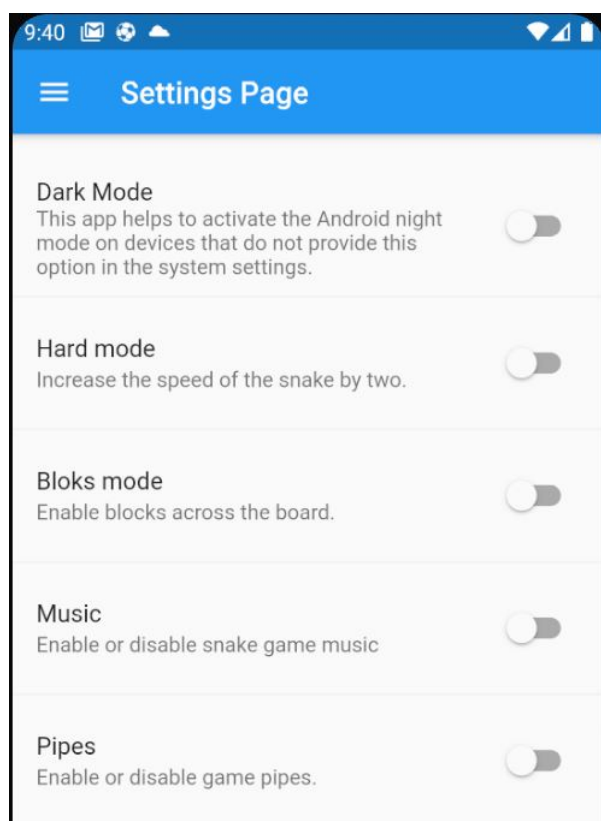 9:40
Settings Page
Dark Mode
This app helps to activate the Android night
mode on devices that do not provide this
option in the system settings.
Hard mode
Increase the speed of the snake by two.
Bloks mode
Enable blocks across the board.
Music
Enable or disable snake game music
Pipes
Enable or disable game pipes.